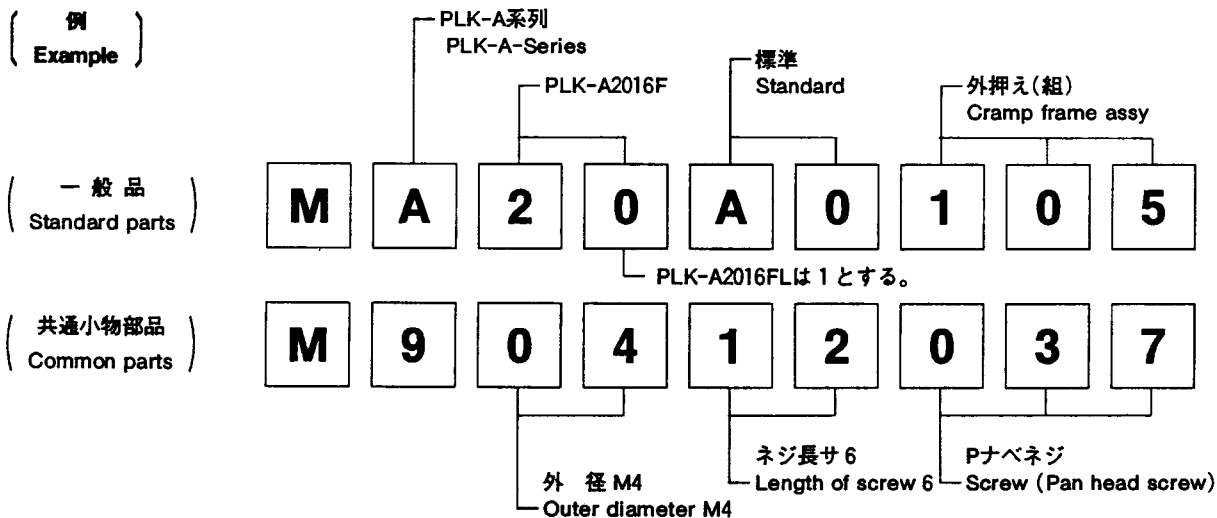 例
Example
PLK-A系列
PLK-A-Series
PLK-A2016F
標準
Standard
外押え(組)
Cramp frame assy
一般品
Standard parts
M A 2 0 A 0 1 0 5
PLK-A2016FLは1とする。
共通小物部品
Common parts
M 9 0 4 1 2 0 3 7
外 径 M4
Outer diameter M4
ネジ長サ 6
Length of screw 6
Pナベネジ
Screw (Pan head screw)